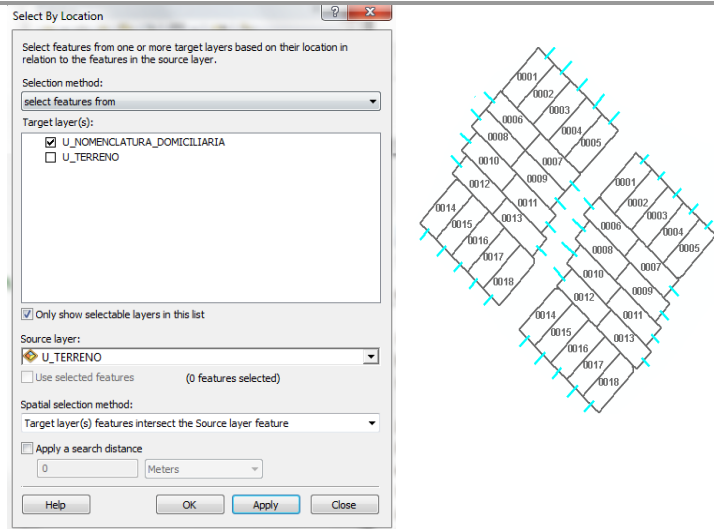 Select By Location
Select features from one or more target layers based on their location in
relation to the features in the source layer.
Selection method:
select features from
Target layer(s):
U_NOMENCLATURA_DOMICILIARIA
U_TERRENO
Only show selectable layers in this list
Source layer:
U_TERRENO
Use selected features (0 features selected)
Spatial selection method:
Target layer(s) features intersect the Source layer feature
Apply a search distance
0 Meters
Help OK Apply Close
0001
0002
0003
0004
0005
0006
0007
0008
0009
0010
0011
0012
0013
0014
0015
0016
0017
0018
0001
0002
0003
0004
0005
0006
0007
0008
0009
0010
0011
0012
0013
0014
0015
0016
0017
0018